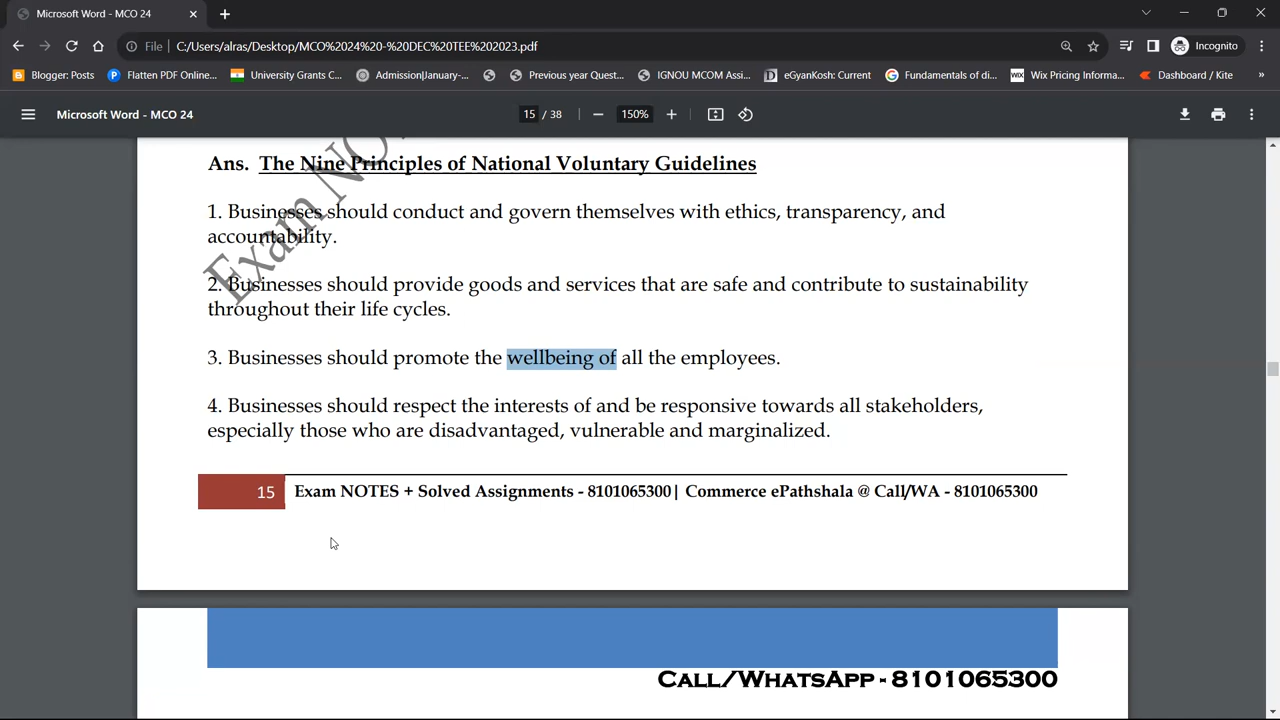 Microsoft Word - MCO 24
File
C:/Users/alras/Desktop/MCO%2024%20-%20DEC%20TEE%202023.pdf
Incognito
Blogger: Posts
Flatten PDF Online...
University Grants C...
Admission|January-...
Previous year Quest...
IGNOU MCOM Assi...
eGyanKosh: Current
Fundamentals of di...
WIX
Wix Pricing Informa...
Dashboard / Kite
»
Microsoft Word - MCO 24
15 / 38
150%
Exam NO
Ans. The Nine Principles of National Voluntary Guidelines
1. Businesses should conduct and govern themselves with ethics, transparency, and
accountability.
2. Businesses should provide goods and services that are safe and contribute to sustainability
throughout their life cycles.
3. Businesses should promote the wellbeing of all the employees.
4. Businesses should respect the interests of and be responsive towards all stakeholders,
especially those who are disadvantaged, vulnerable and marginalized.
15
Exam NOTES + Solved Assignments - 8101065300| Commerce ePathshala @ Call/WA - 8101065300
Call/WhatsApp - 8101065300